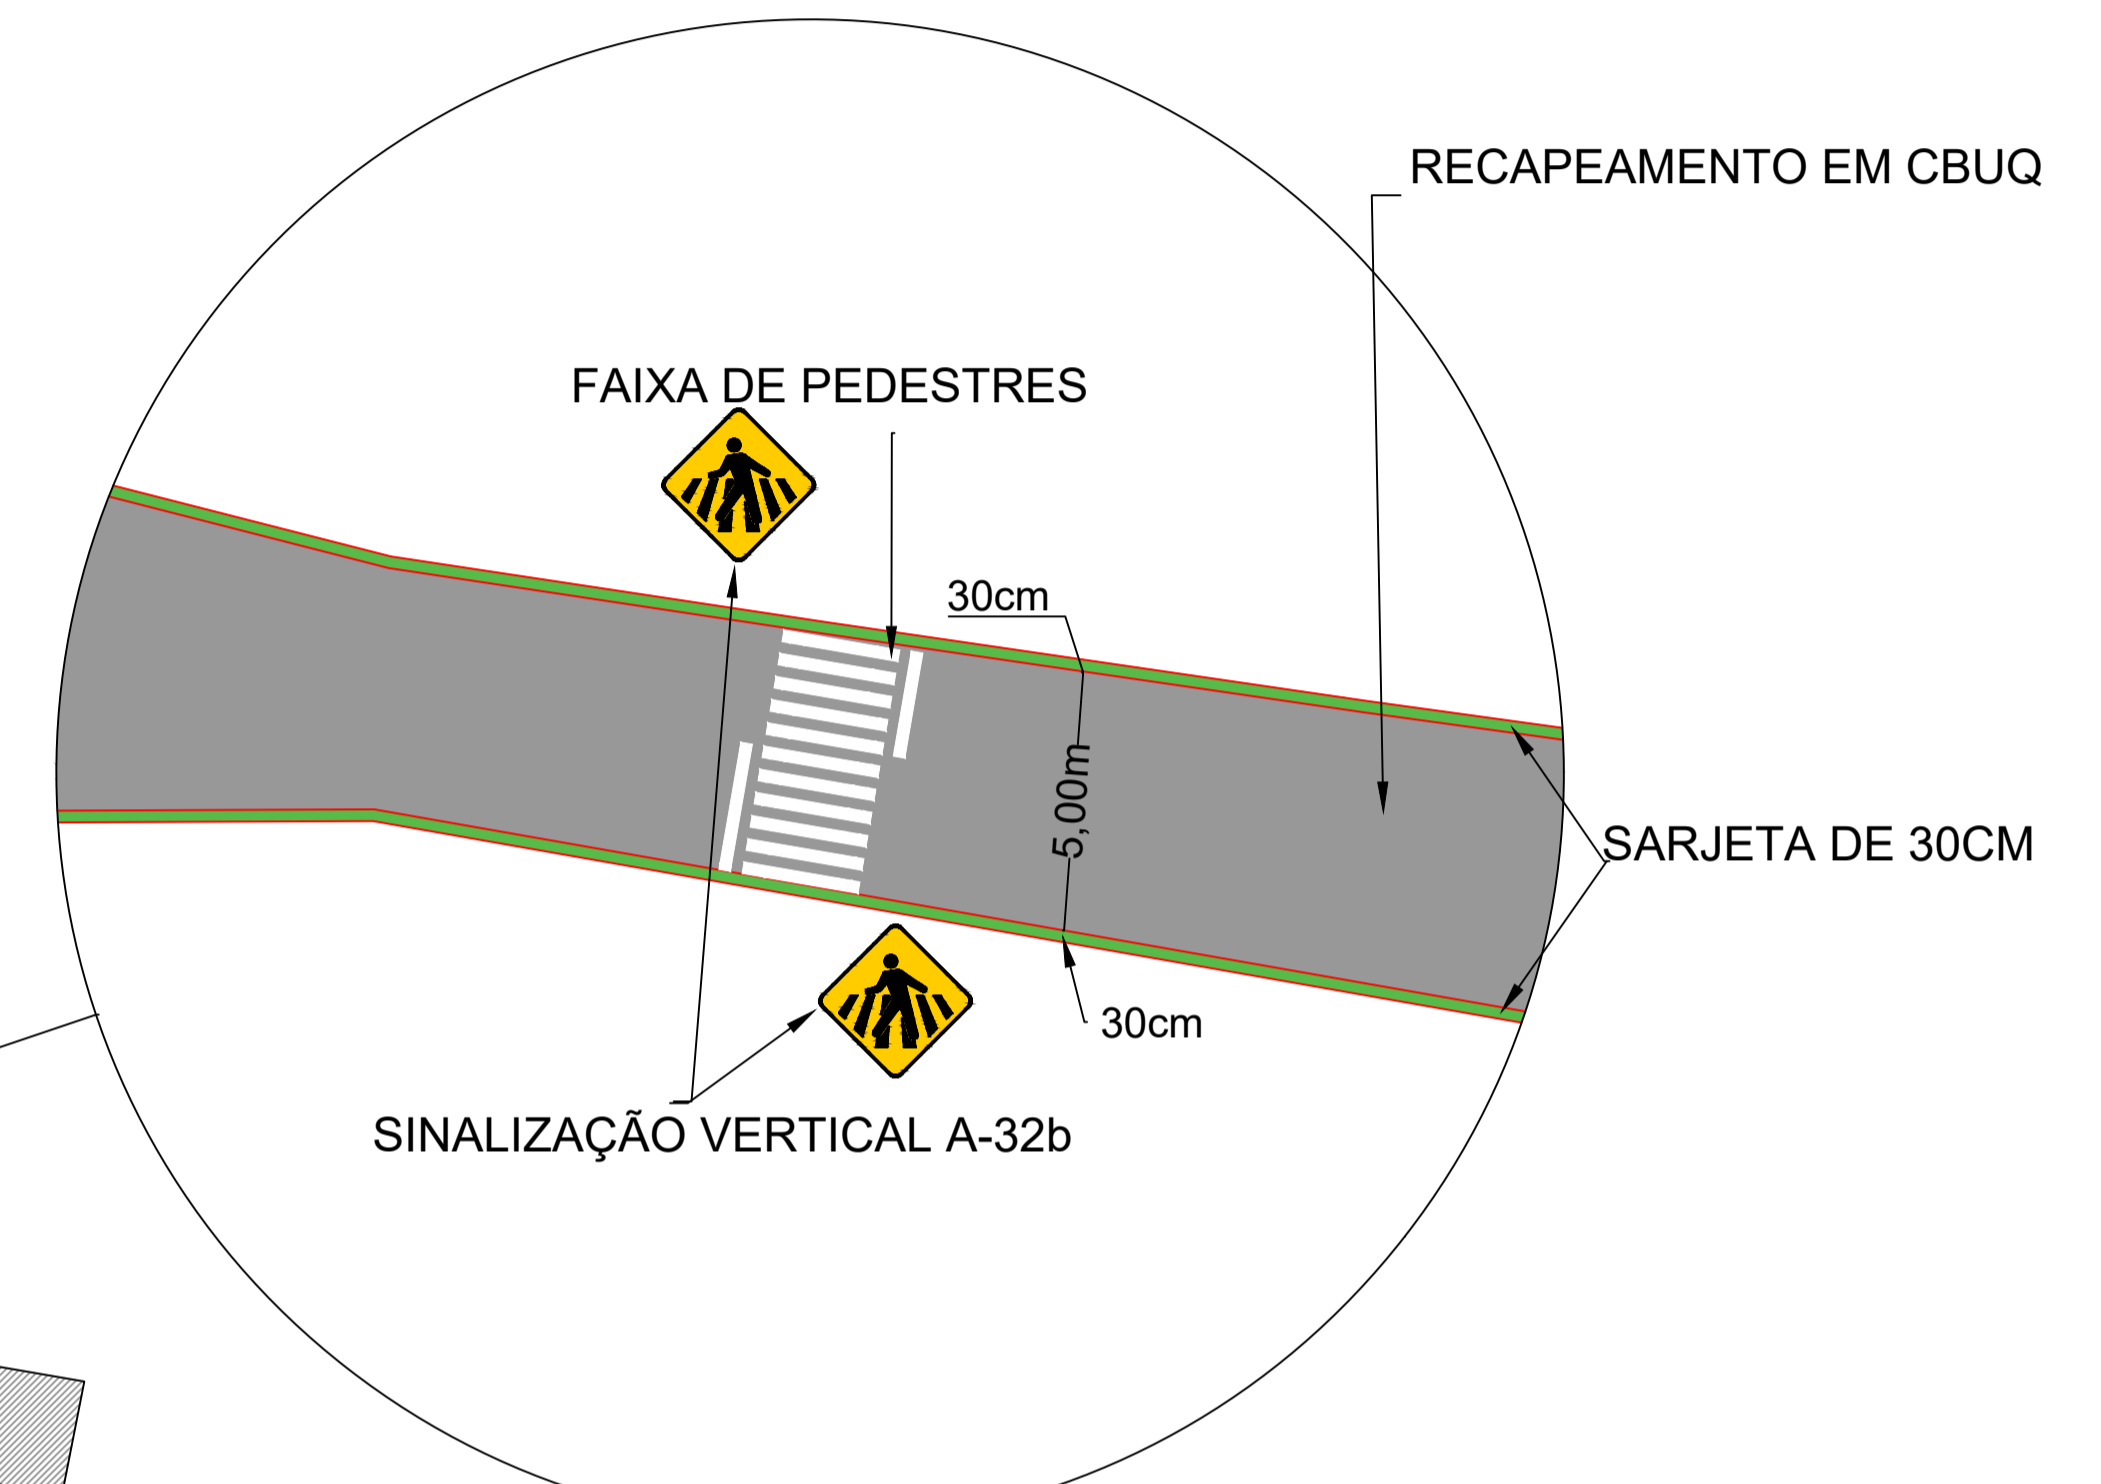 RECAPEAMENTO EM CBUQ
FAIXA DE PEDESTRES
30cm
5,00m
SARJETA DE 30CM
30cm
SINALIZAÇÃO VERTICAL A-32b